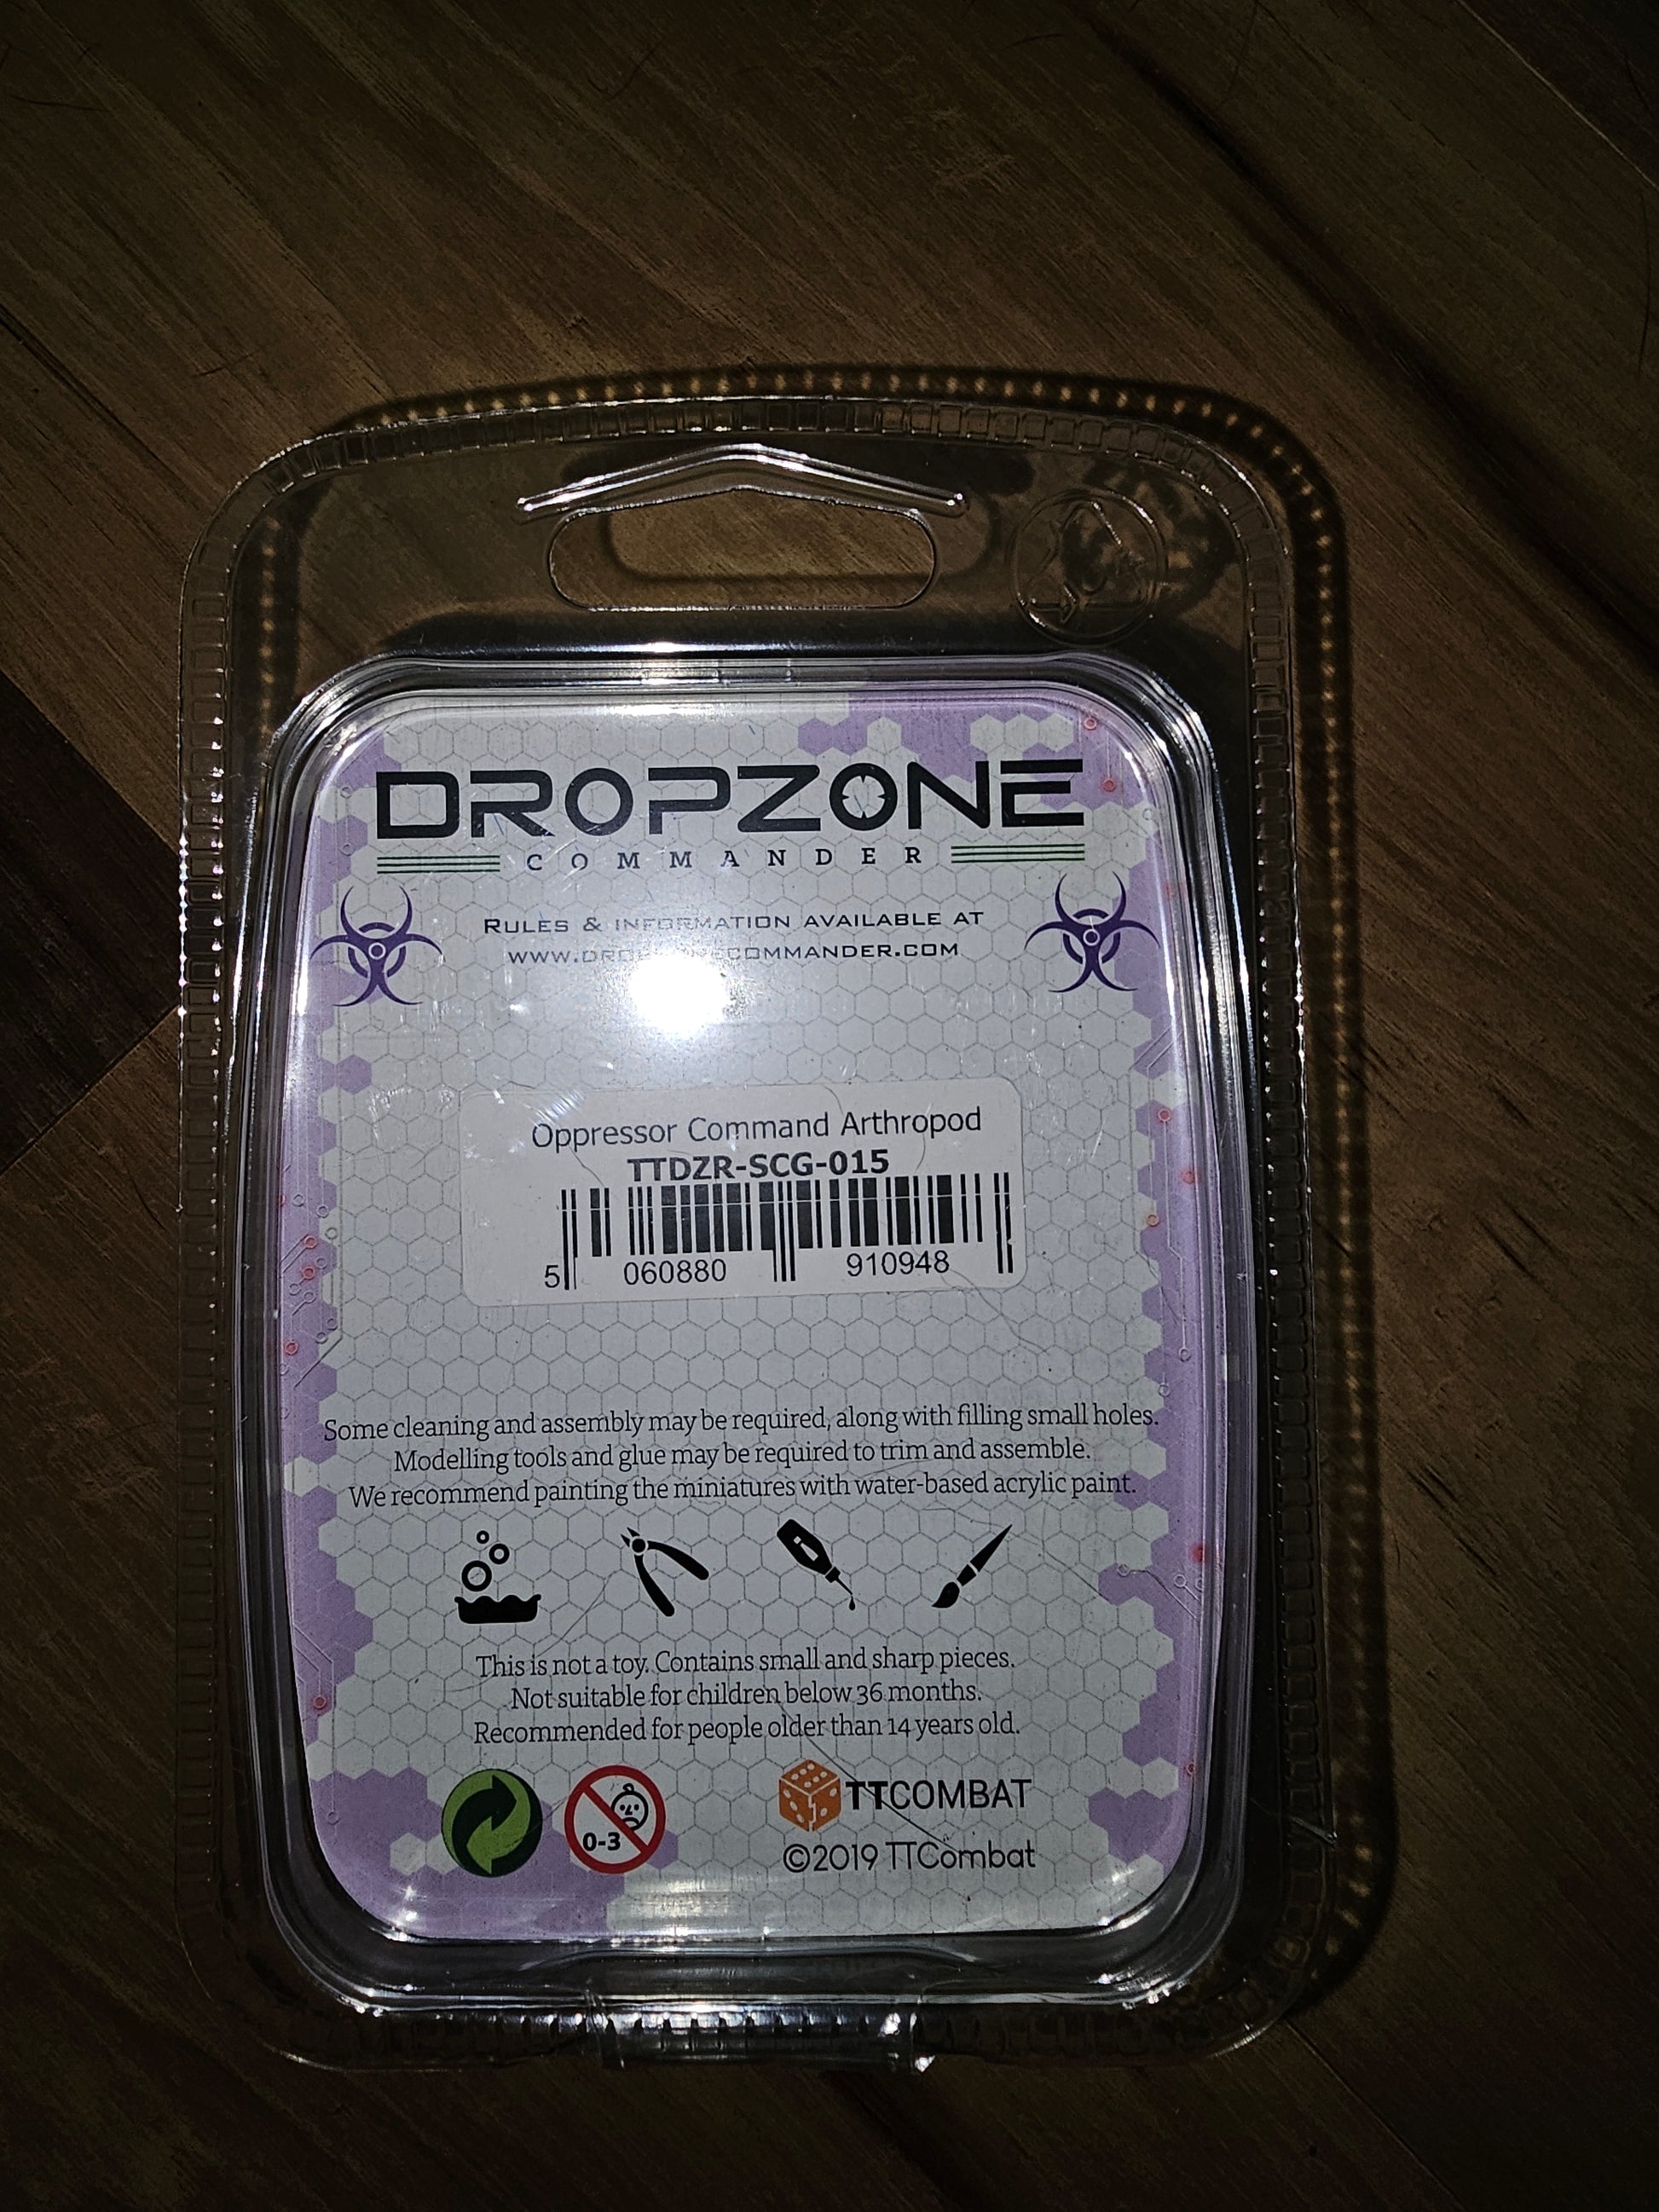 DROPZONE
COMMANDER
RULES & INFORMATION AVAILABLE AT
WWW.DROPZONECOMMANDER.COM
Oppressor Command Arthropod
TTDZR-SCG-015
5 060880 910948
Some cleaning and assembly may be required, along with filling small holes.
Modelling tools and glue may be required to trim and assemble.
We recommend painting the miniatures with water-based acrylic paint.
This is not a toy. Contains small and sharp pieces.
Not suitable for children below 36 months.
Recommended for people older than 14 years old.
0-3
TTCOMBAT
©2019 TTCombat